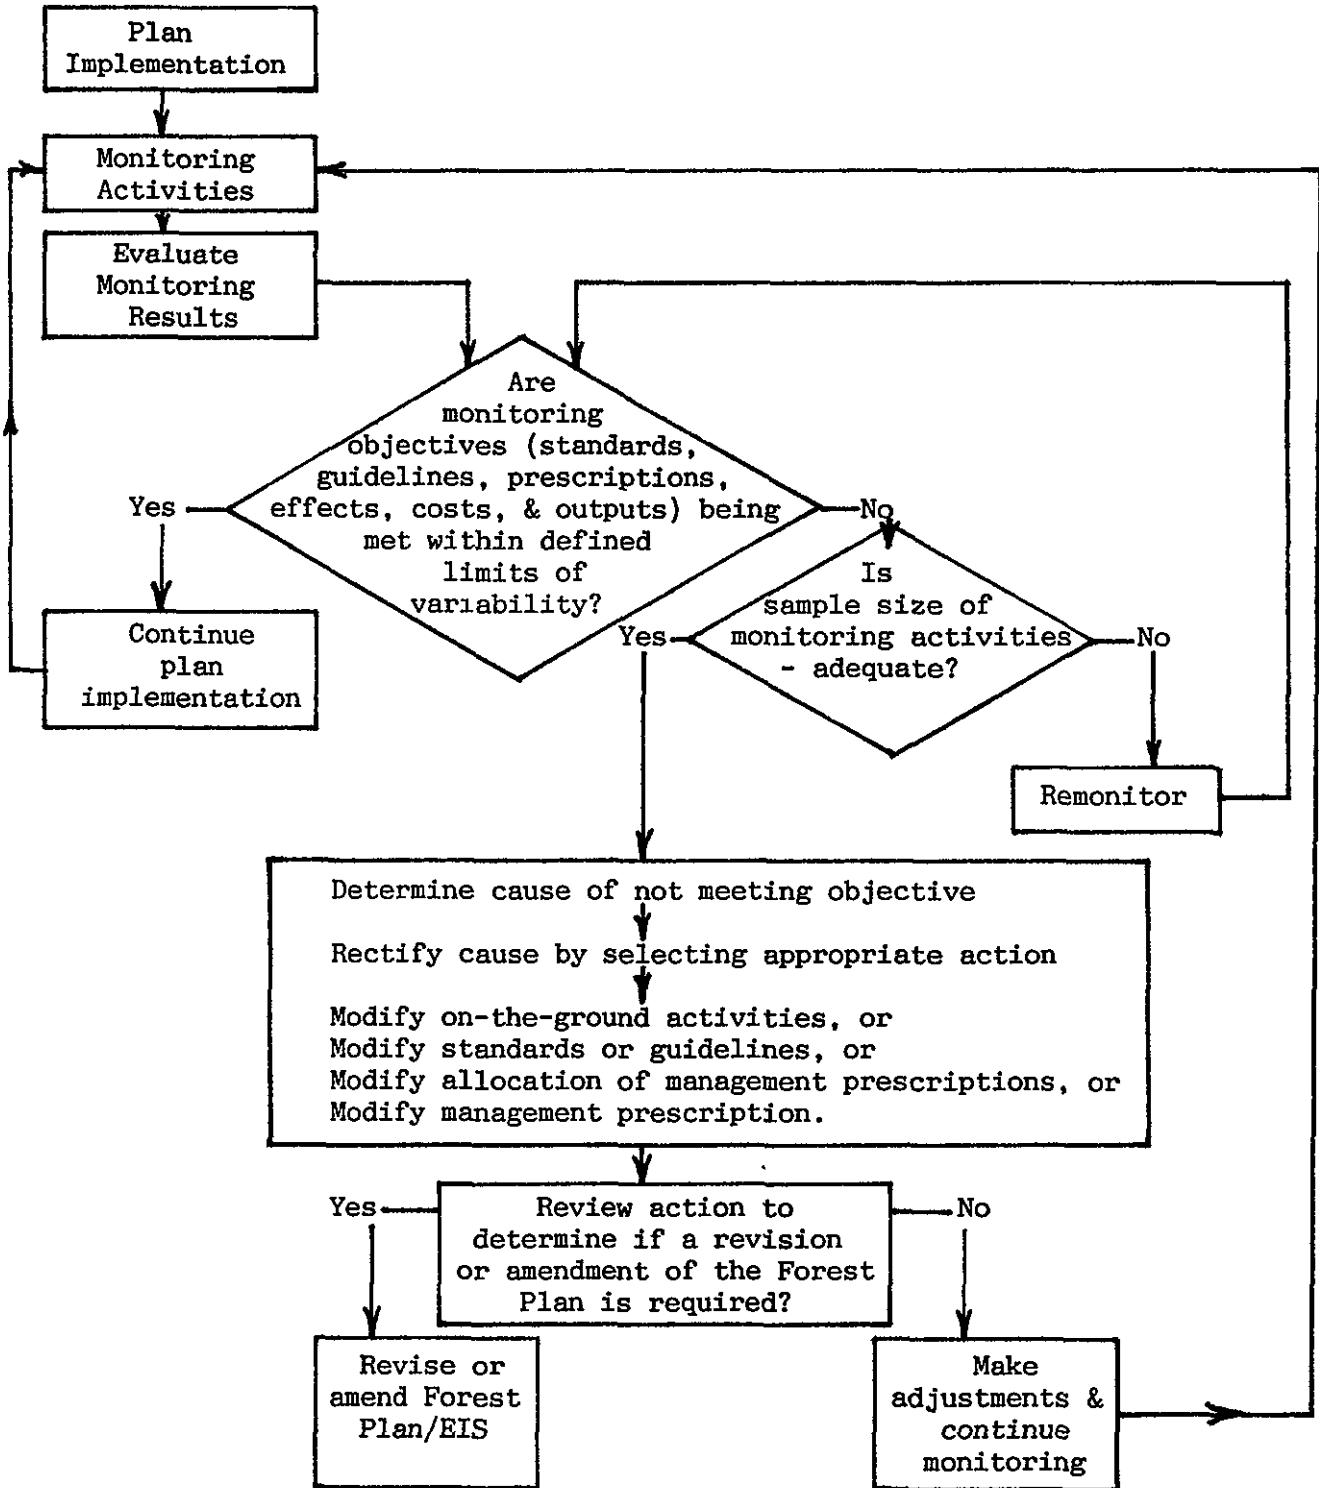 Plan
Implementation
Monitoring
Activities
Evaluate
Monitoring
Results
Are
monitoring
objectives (standards,
guidelines, prescriptions,
effects, costs, & outputs) being
met within defined
limits of
variability?
Yes
No
Continue
plan
implementation
Is
sample size of
monitoring activities
- adequate?
Yes
No
Remonitor
Determine cause of not meeting objective
Rectify cause by selecting appropriate action
Modify on-the-ground activities, or
Modify standards or guidelines, or
Modify allocation of management prescriptions, or
Modify management prescription.
Yes
Review action to
determine if a revision
or amendment of the Forest
Plan is required?
No
Revise or
amend Forest
Plan/EIS
Make
adjustments &
continue
monitoring